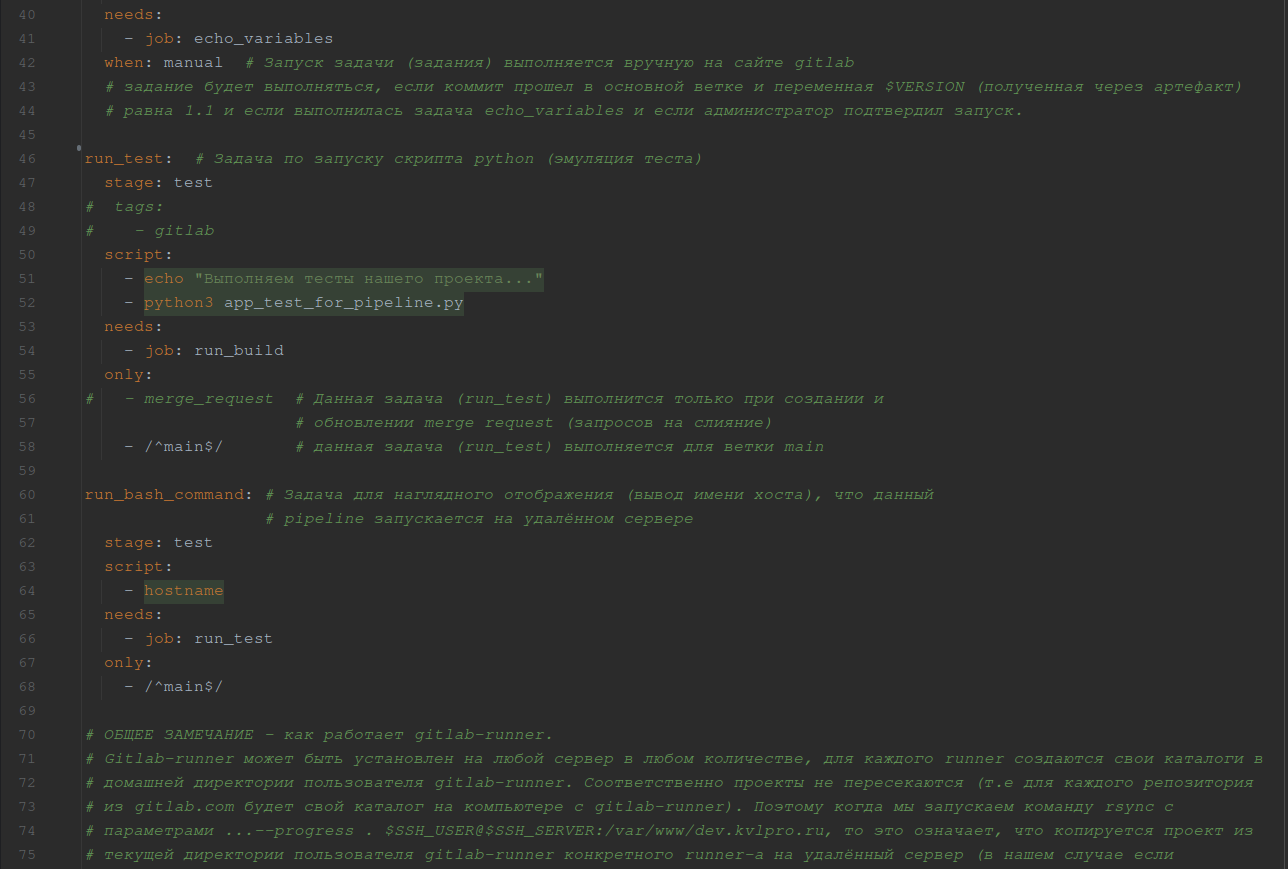 40 needs:
41 - job: echo_variables
42 when: manual # Запуск задачи (задания) выполняется вручную на сайте gitlab
43 # задание будет выполняться, если коммит прошел в основной ветке и переменная $VERSION (полученная через артефакт)
44 # равна 1.1 и если выполнилась задача echo_variables и если администратор подтвердил запуск.
45
46 run_test: # Задача по запуску скрипта python (эмуляция теста)
47 stage: test
48 # tags:
49 # - gitlab
50 script:
51 - echo "Выполняем тесты нашего проекта..."
52 - python3 app_test_for_pipeline.py
53 needs:
54 - job: run_build
55 only:
56 # - merge_request # Данная задача (run_test) выполнится только при создании и
57 # обновлении merge request (запросов на слияние)
58 - /^main$/ # данная задача (run_test) выполняется для ветки main
59
60 run_bash_command: # Задача для наглядного отображения (вывод имени хоста), что данный
61 # pipeline запускается на удалённом сервере
62 stage: test
63 script:
64 - hostname
65 needs:
66 - job: run_test
67 only:
68 - /^main$/
69
70 # ОБЩЕЕ ЗАМЕЧАНИЕ - как работает gitlab-runner.
71 # Gitlab-runner может быть установлен на любой сервер в любом количестве, для каждого runner создаются свои каталоги в
72 # домашней директории пользователя gitlab-runner. Соответственно проекты не пересекаются (т.е для каждого репозитория
73 # из gitlab.com будет свой каталог на компьютере с gitlab-runner). Поэтому когда мы запускаем команду rsync с
74 # параметрами ...--progress . $SSH_USER@$SSH_SERVER:/var/www/dev.kvlpro.ru, то это означает, что копируется проект из
75 # текущей директории пользователя gitlab-runner конкретного runner-а на удалённый сервер (в нашем случае если